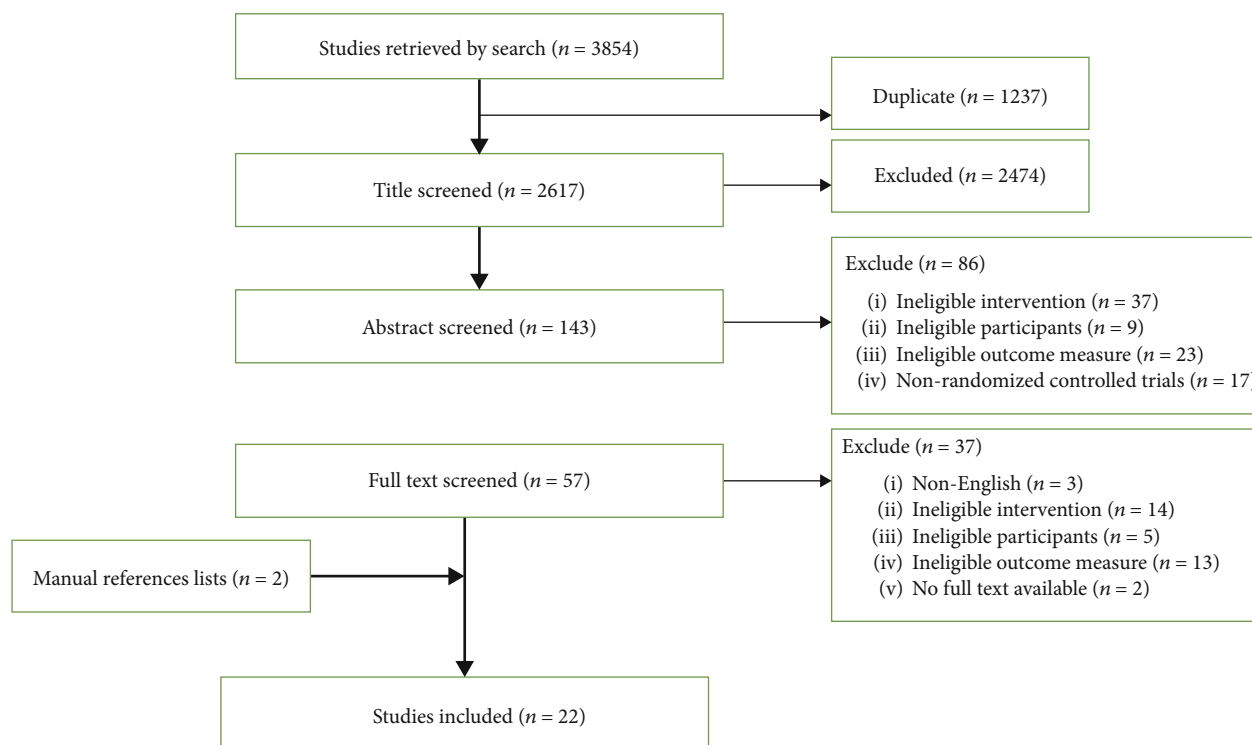 Studies retrieved by search (n = 3854)
Duplicate (n = 1237)
Title screened (n = 2617)
Excluded (n = 2474)
Abstract screened (n = 143)
Exclude (n = 86)
(i) Ineligible intervention (n = 37)
(ii) Ineligible participants (n = 9)
(iii) Ineligible outcome measure (n = 23)
(iv) Non-randomized controlled trials (n = 17)
Full text screened (n = 57)
Exclude (n = 37)
(i) Non-English (n = 3)
(ii) Ineligible intervention (n = 14)
(iii) Ineligible participants (n = 5)
(iv) Ineligible outcome measure (n = 13)
(v) No full text available (n = 2)
Manual references lists (n = 2)
Studies included (n = 22)